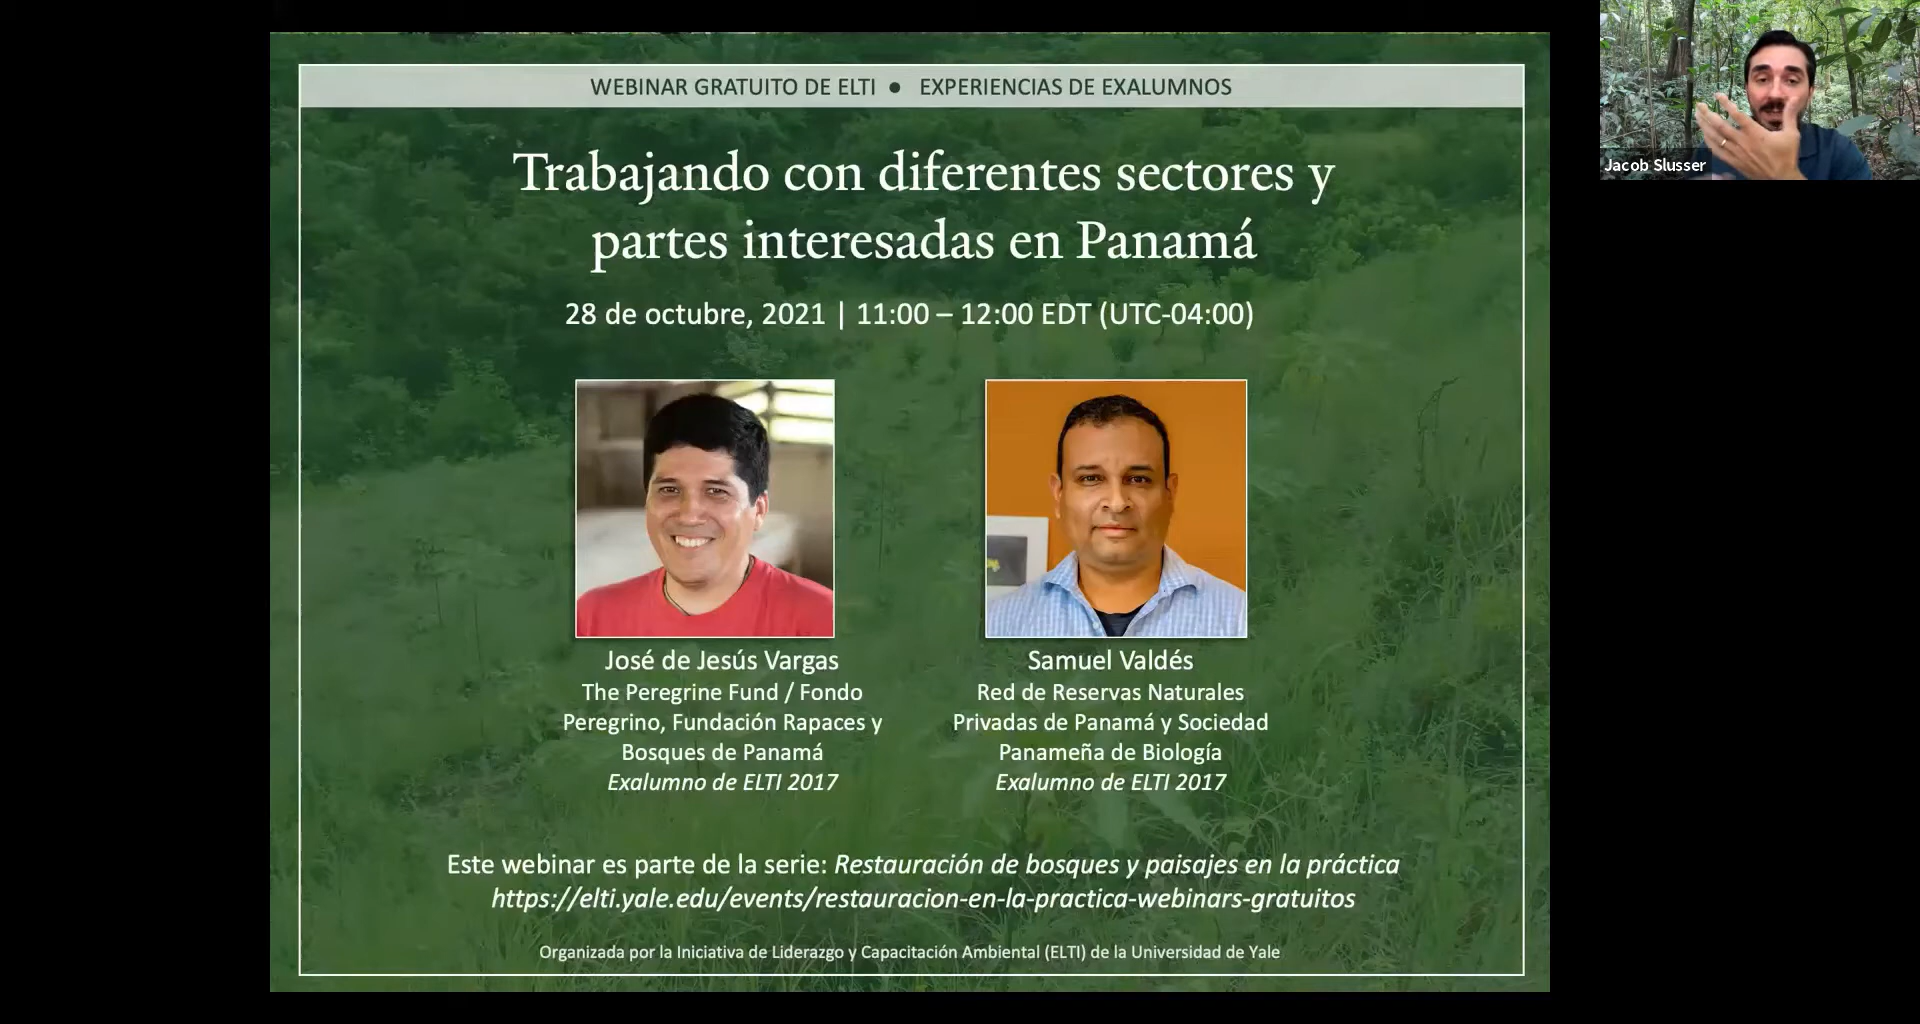 WEBINAR GRATUITO DE ELTI ● EXPERIENCIAS DE EXALUMNOS
Trabajando con diferentes sectores y
partes interesadas en Panamá
28 de octubre, 2021 | 11:00 – 12:00 EDT (UTC-04:00)
José de Jesús Vargas
The Peregrine Fund / Fondo
Peregrino, Fundación Rapaces y
Bosques de Panamá
Exalumno de ELTI 2017
Samuel Valdés
Red de Reservas Naturales
Privadas de Panamá y Sociedad
Panameña de Biología
Exalumno de ELTI 2017
Este webinar es parte de la serie: Restauración de bosques y paisajes en la práctica
https://elti.yale.edu/events/restauracion-en-la-practica-webinars-gratuitos
Organizada por la Iniciativa de Liderazgo y Capacitación Ambiental (ELTI) de la Universidad de Yale
Jacob Slusser